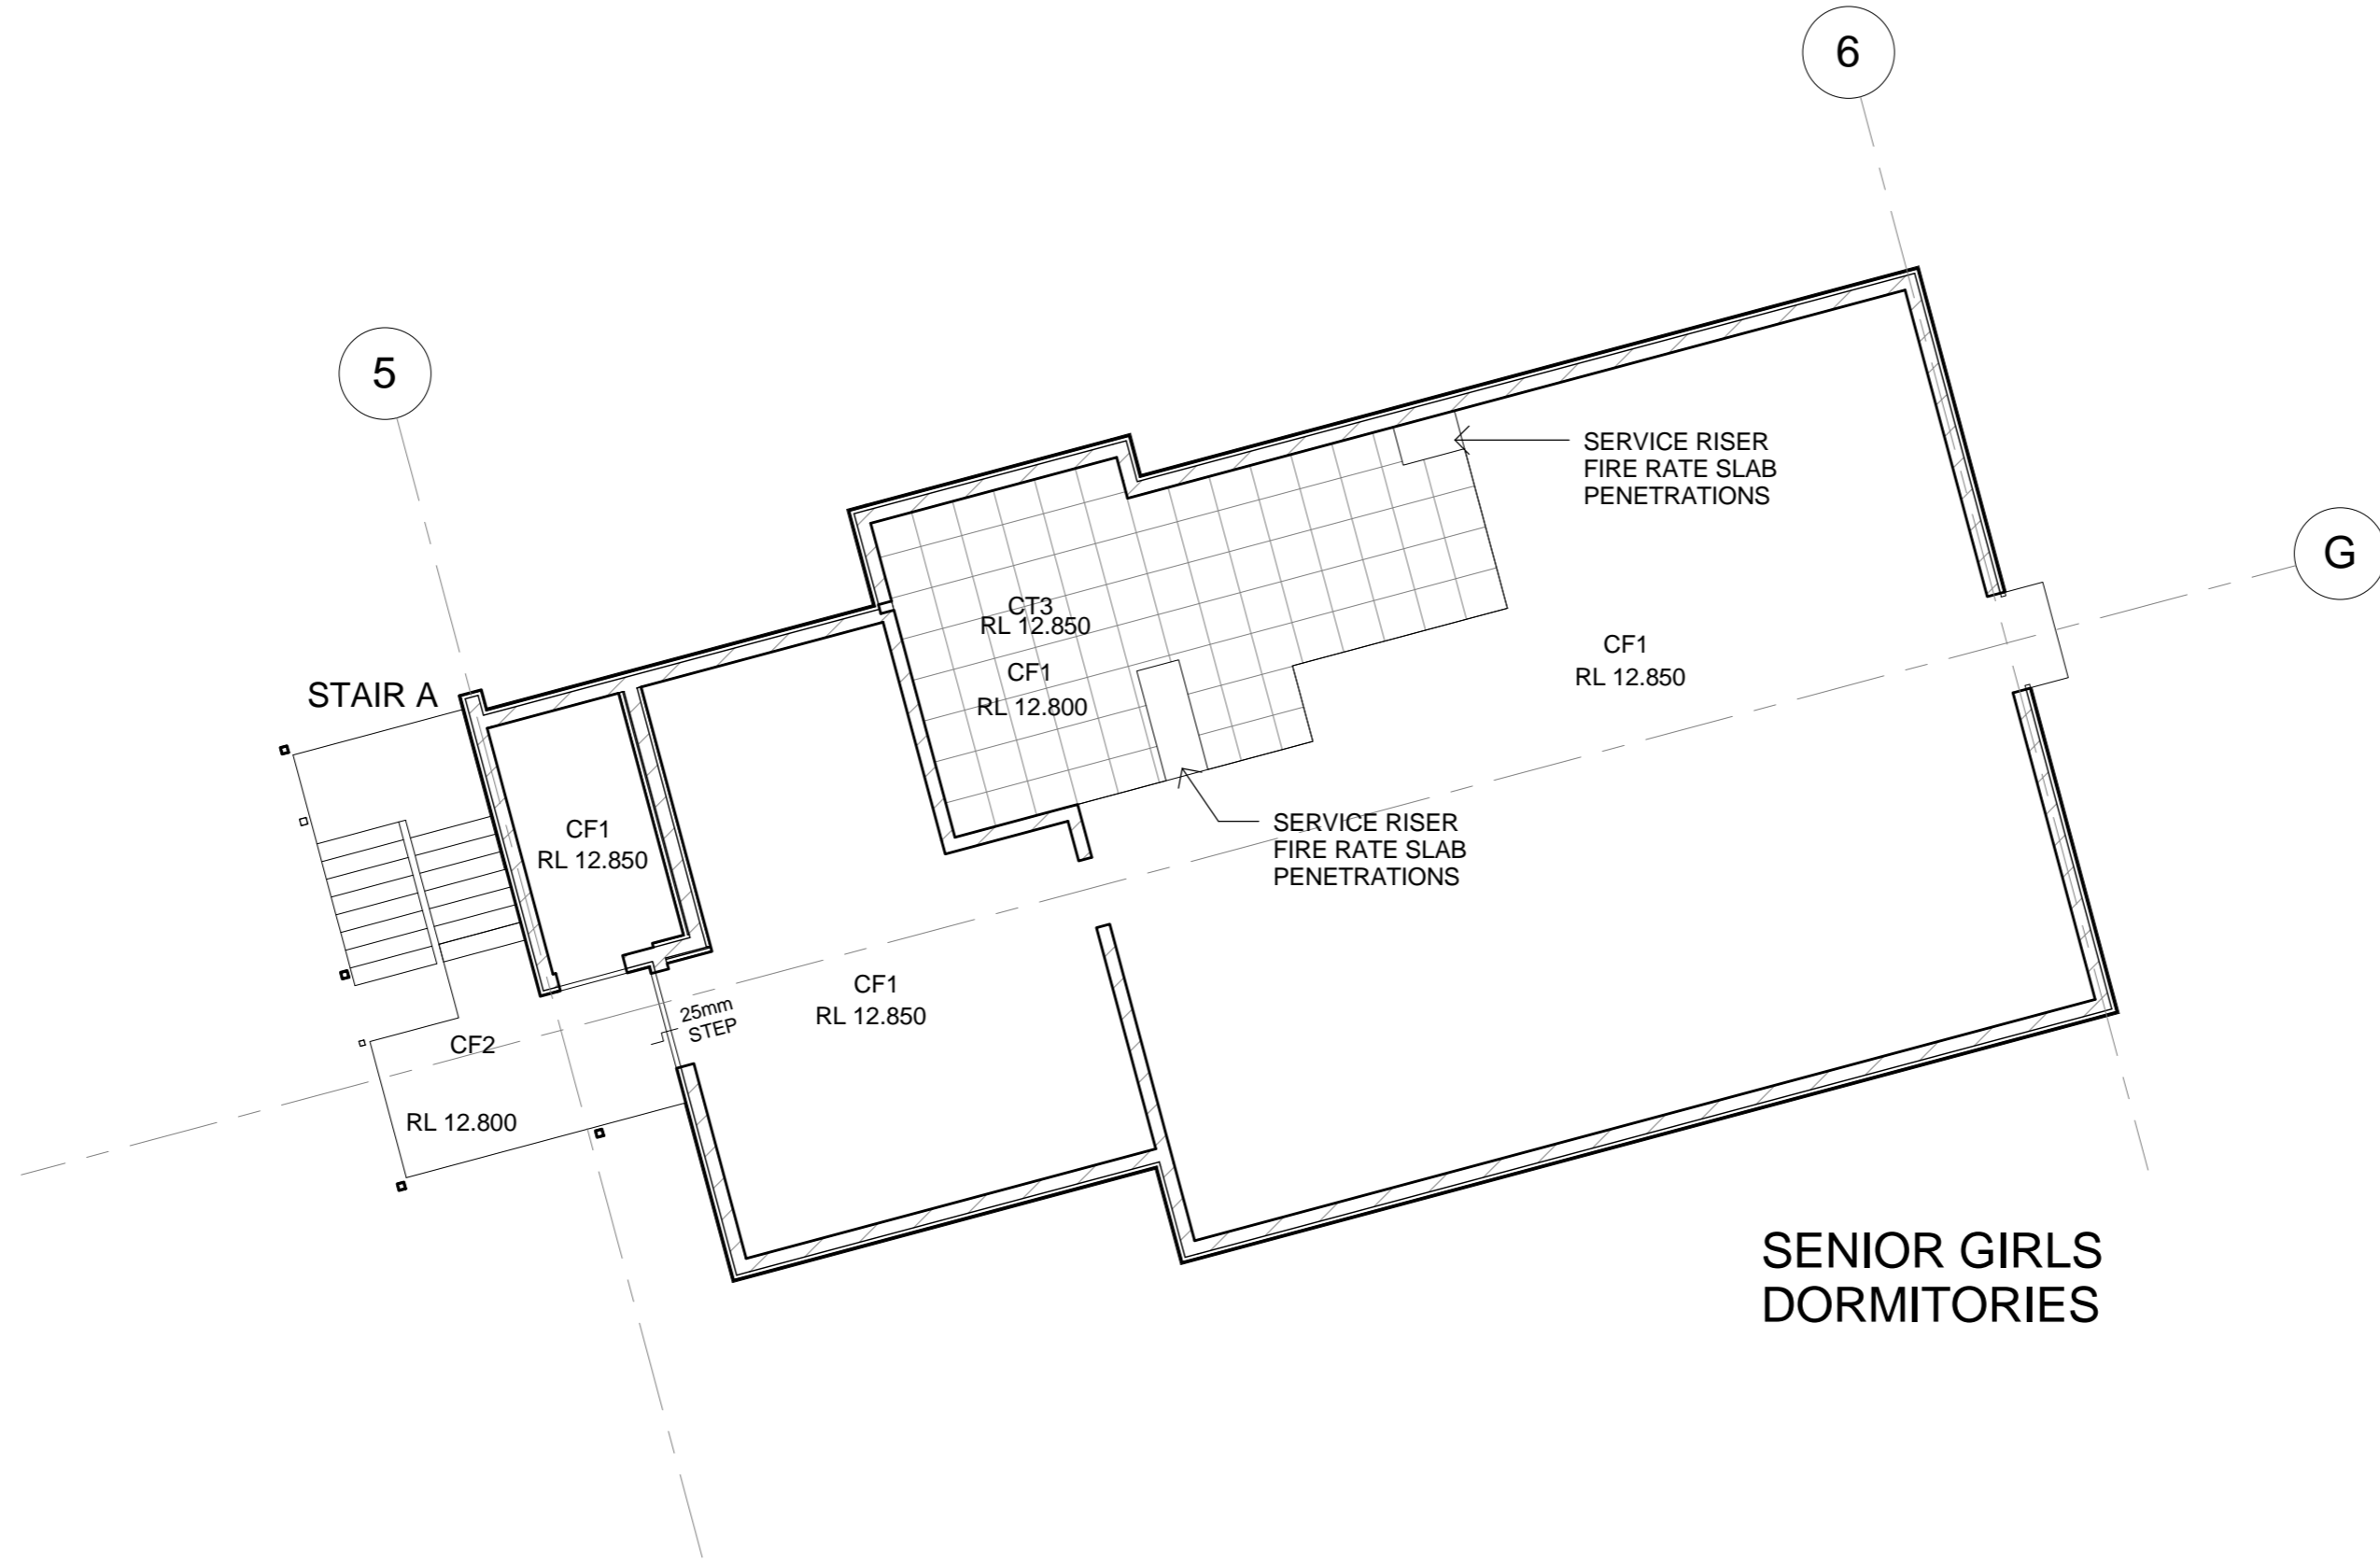 6
5
G
SERVICE RISER
FIRE RATE SLAB
PENETRATIONS
CT3
RL 12.850
CF1
RL 12.800
CF1
RL 12.850
STAIR A
CF1
RL 12.850
SERVICE RISER
FIRE RATE SLAB
PENETRATIONS
CF1
RL 12.850
25mm
STEP
CF2
RL 12.800
SENIOR GIRLS
DORMITORIES